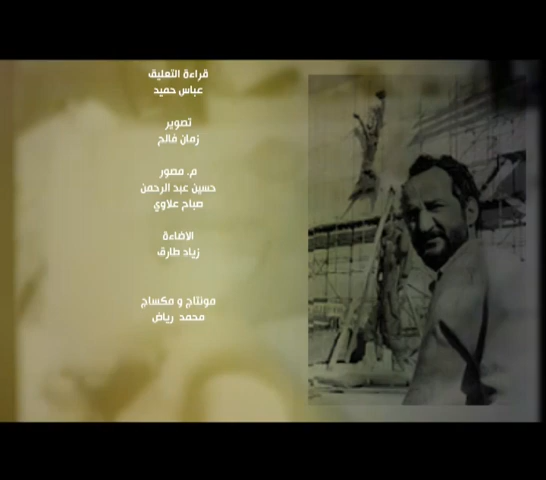 قراءة التعليق
عباس حميد
تصوير
زمان فالح
م. مصور
حسين عبد الرحمن
صباح علاوي
الاضاءة
زياد طارق
مونتاج و مكساج
محمد رياض